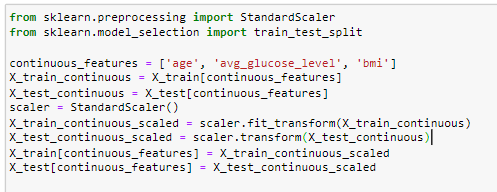 from sklearn.preprocessing import StandardScaler
from sklearn.model_selection import train_test_split

continuous_features = ['age', 'avg_glucose_level', 'bmi']
X_train_continuous = X_train[continuous_features]
X_test_continuous = X_test[continuous_features]
scaler = StandardScaler()
X_train_continuous_scaled = scaler.fit_transform(X_train_continuous)
X_test_continuous_scaled = scaler.transform(X_test_continuous)
X_train[continuous_features] = X_train_continuous_scaled
X_test[continuous_features] = X_test_continuous_scaled